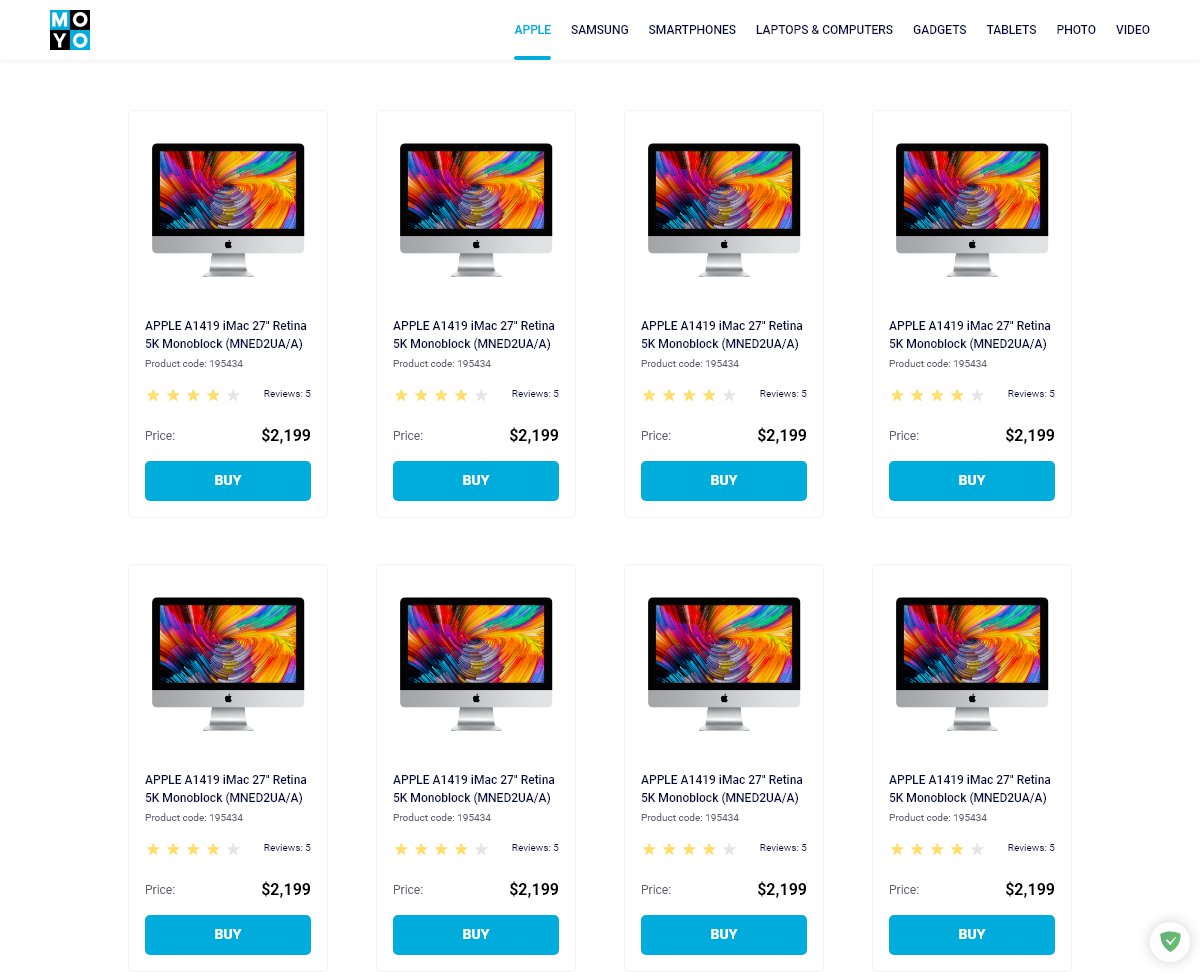 MO
YO
APPLE SAMSUNG SMARTPHONES LAPTOPS & COMPUTERS GADGETS TABLETS PHOTO VIDEO
APPLE A1419 iMac 27" Retina
5K Monoblock (MNED2UA/A)
Product code: 195434
Reviews: 5
Price: $2,199
BUY
APPLE A1419 iMac 27" Retina
5K Monoblock (MNED2UA/A)
Product code: 195434
Reviews: 5
Price: $2,199
BUY
APPLE A1419 iMac 27" Retina
5K Monoblock (MNED2UA/A)
Product code: 195434
Reviews: 5
Price: $2,199
BUY
APPLE A1419 iMac 27" Retina
5K Monoblock (MNED2UA/A)
Product code: 195434
Reviews: 5
Price: $2,199
BUY
APPLE A1419 iMac 27" Retina
5K Monoblock (MNED2UA/A)
Product code: 195434
Reviews: 5
Price: $2,199
BUY
APPLE A1419 iMac 27" Retina
5K Monoblock (MNED2UA/A)
Product code: 195434
Reviews: 5
Price: $2,199
BUY
APPLE A1419 iMac 27" Retina
5K Monoblock (MNED2UA/A)
Product code: 195434
Reviews: 5
Price: $2,199
BUY
APPLE A1419 iMac 27" Retina
5K Monoblock (MNED2UA/A)
Product code: 195434
Reviews: 5
Price: $2,199
BUY